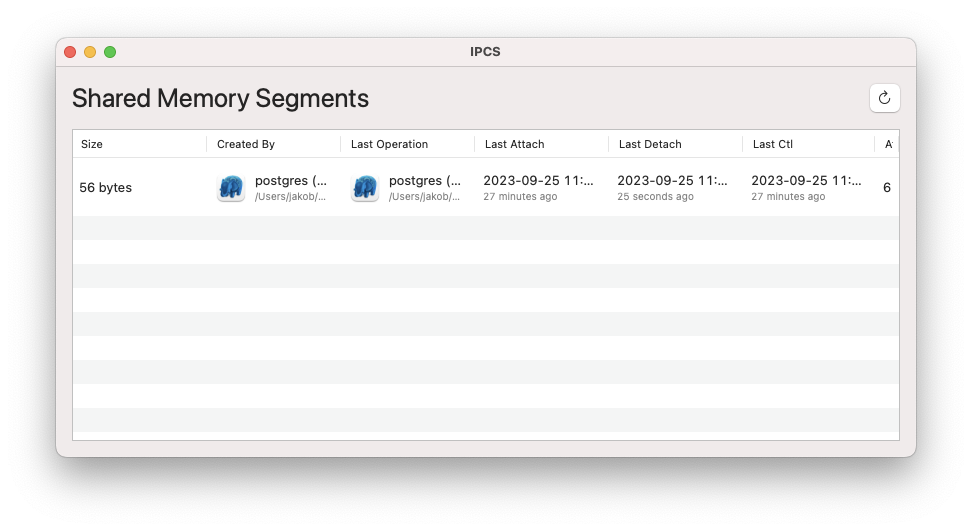 IPCS
Shared Memory Segments
Size Created By Last Operation Last Attach Last Detach Last Ctl A
56 bytes postgres (... postgres (... 2023-09-25 11:... 2023-09-25 11:... 2023-09-25 11:... 6
/Users/jakob/... /Users/jakob/... 27 minutes ago 25 seconds ago 27 minutes ago